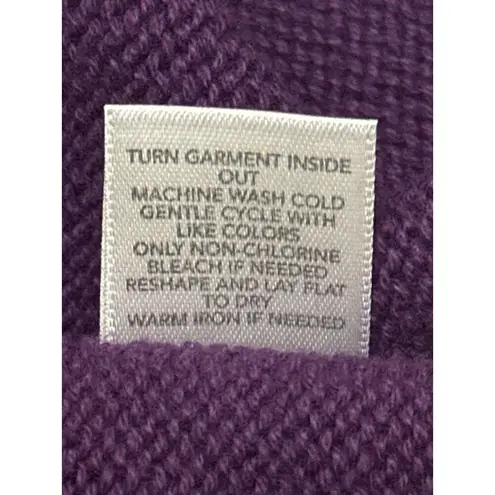 TURN GARMENT INSIDE
OUT
MACHINE WASH COLD
GENTLE CYCLE WITH
LIKE COLORS
ONLY NON-CHLORINE
BLEACH IF NEEDED
RESHAPE AND LAY FLAT
TO DRY
WARM IRON IF NEEDED